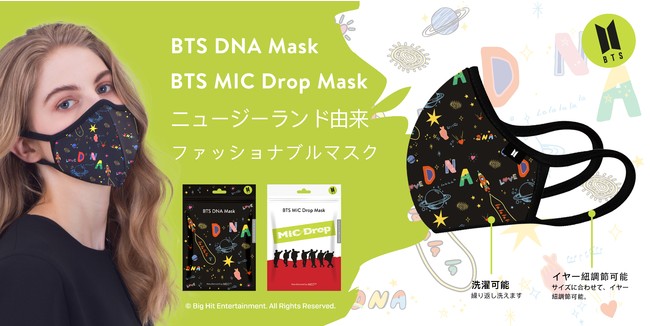 BTS DNA Mask
BTS MIC Drop Mask
ニュージーランド由来
ファッショナブルマスク
BTS DNA Mask
DNA
BTS MIC Drop Mask
MIC Drop
© Big Hit Entertainment. All Rights Reserved.
BTS
DNA
LOVE
DNA
洗濯可能
繰り返し洗えます
イヤー紐調節可能
サイズに合わせて、イヤー
紐調節可能。
DNA